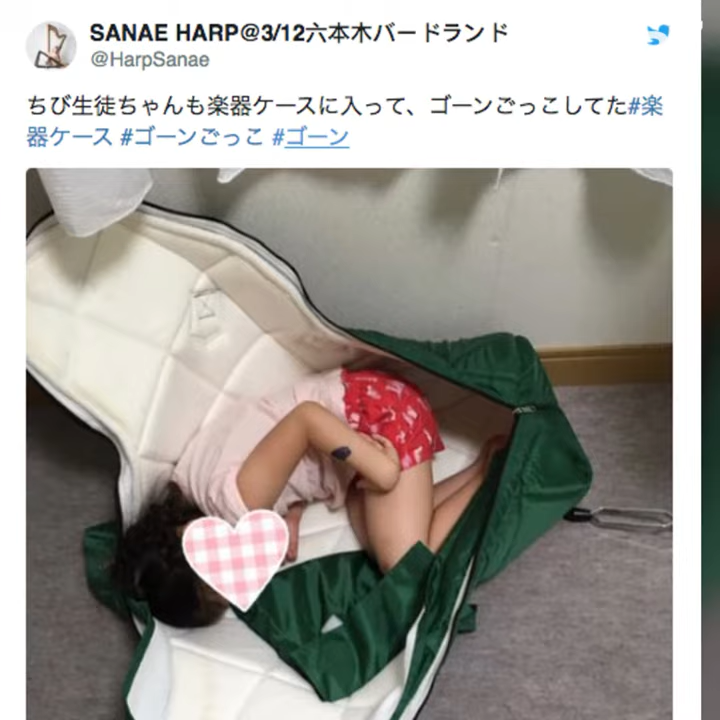 SANAE HARP@3/12六本木バードランド
@HarpSanae
ちび生徒ちゃんも楽器ケースに入って、ゴーンごっこしてた#楽
器ケース #ゴーンごっこ #ゴーン